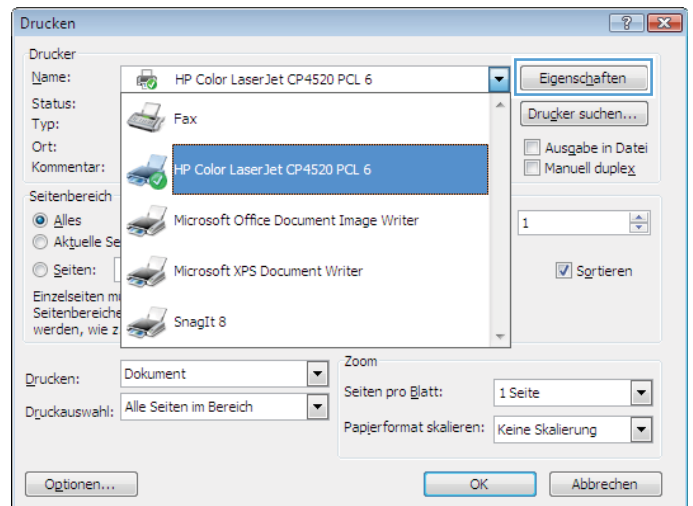 Drucken
Drucker
Name:
HP Color LaserJet CP4520 PCL 6
Eigenschaften
Status:
Fax
Drucker suchen...
Typ:
Ort:
Ausgabe in Datei
Kommentar:
HP Color LaserJet CP4520 PCL 6
Manuell duplex
Seitenbereich
Alles
Microsoft Office Document Image Writer
1
Aktuelle Se
Seiten:
Microsoft XPS Document Writer
Sortieren
Einzelseiten mü
Seitenbereiche
SnagIt 8
werden, wie z
Drucken:
Dokument
Zoom
Seiten pro Blatt:
1 Seite
Druckauswahl:
Alle Seiten im Bereich
Papierformat skalieren:
Keine Skalierung
Optionen...
OK
Abbrechen